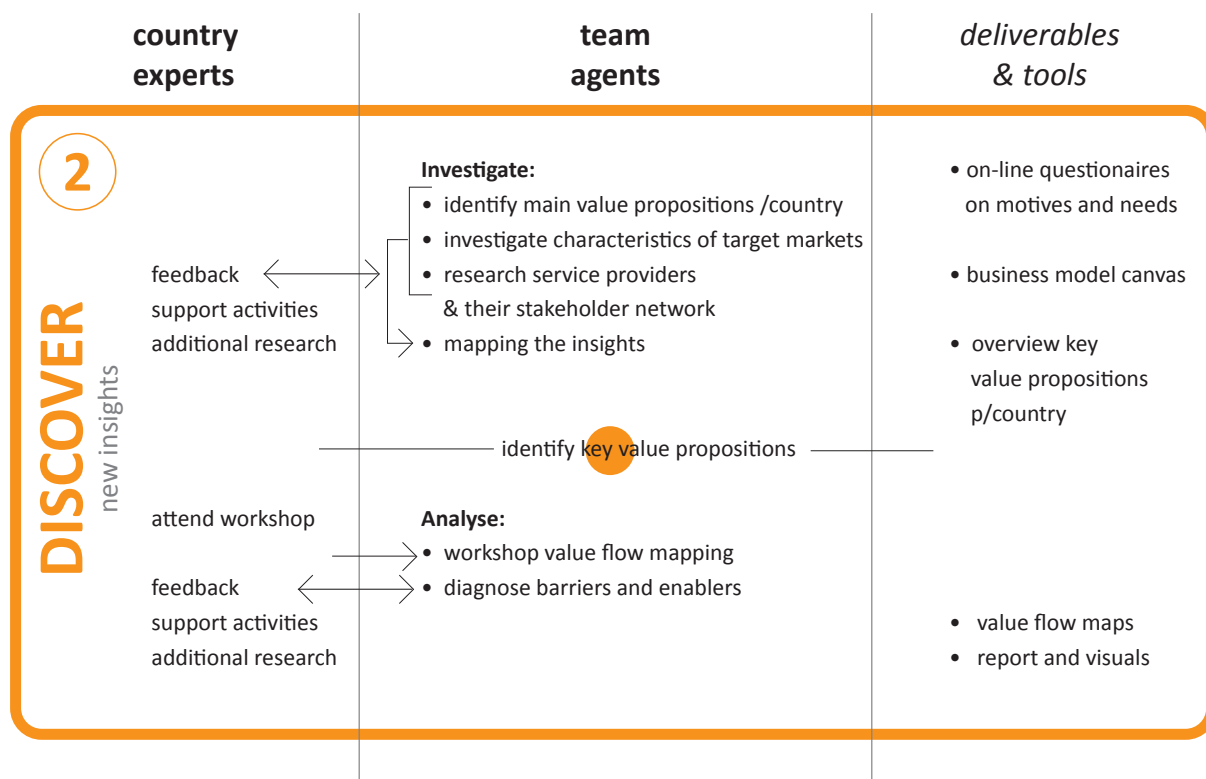 country
experts
team
agents
deliverables
& tools
2
DISCOVER
new insights
feedback
support activities
additional research
attend workshop
feedback
support activities
additional research
Investigate:
• identify main value propositions /country
• investigate characteristics of target markets
• research service providers
& their stakeholder network
• mapping the insights
identify key value propositions
Analyse:
• workshop value flow mapping
• diagnose barriers and enablers
• on-line questionaires
on motives and needs
• business model canvas
• overview key
value propositions
p/country
• value flow maps
• report and visuals